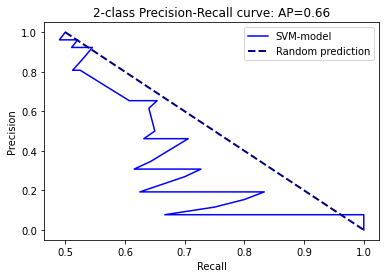 2-class Precision-Recall curve: AP=0.66
SVM-model
Random prediction
Precision
1.0
0.8
0.6
0.4
0.2
0.0
0.5 0.6 0.7 0.8 0.9 1.0
Recall